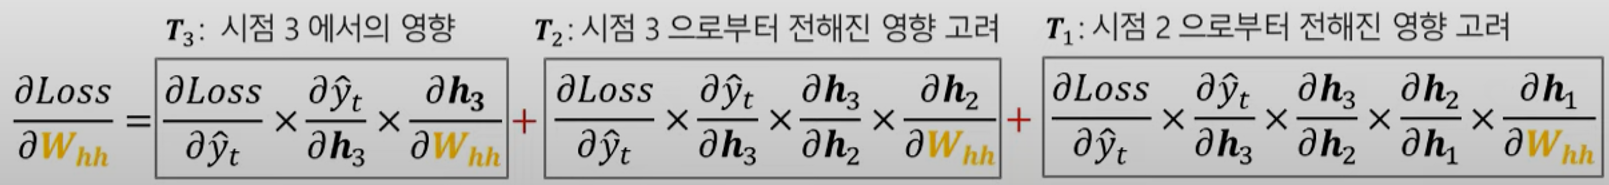 T₃: 시점 3 에서의 영향 T₂: 시점 3 으로부터 전해진 영향 고려 T₁: 시점 2 으로부터 전해진 영향 고려
∂Loss/∂W_hh = ∂Loss/∂ŷ_t × ∂ŷ_t/∂h₃ × ∂h₃/∂W_hh + ∂Loss/∂ŷ_t × ∂ŷ_t/∂h₃ × ∂h₃/∂h₂ × ∂h₂/∂W_hh + ∂Loss/∂ŷ_t × ∂ŷ_t/∂h₃ × ∂h₃/∂h₂ × ∂h₂/∂h₁ × ∂h₁/∂W_hh